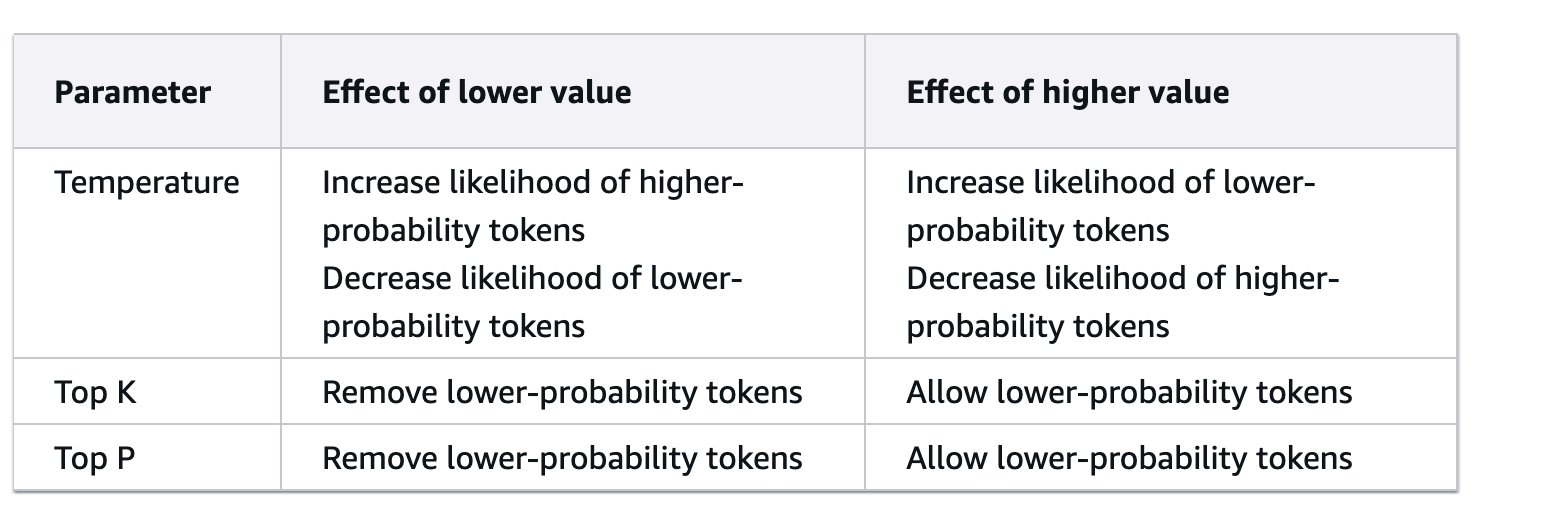 Parameter Effect of lower value Effect of higher value
Temperature Increase likelihood of higher- Increase likelihood of lower-
probability tokens probability tokens
Decrease likelihood of lower- Decrease likelihood of higher-
probability tokens probability tokens
Top K Remove lower-probability tokens Allow lower-probability tokens
Top P Remove lower-probability tokens Allow lower-probability tokens